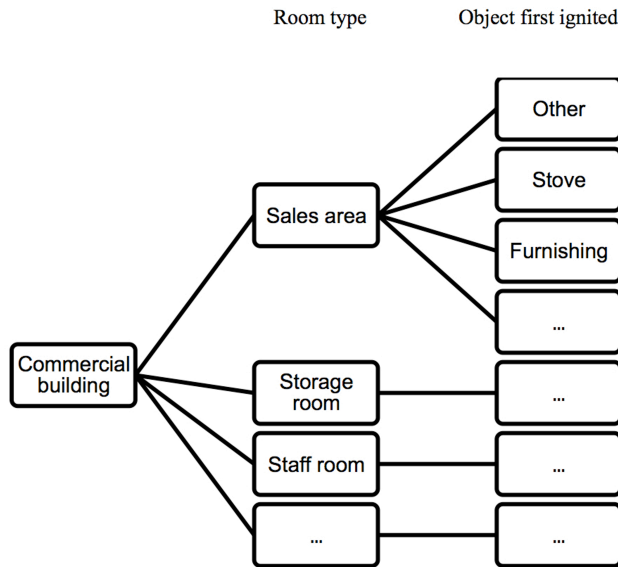 Room type
Object first ignited
Other
Stove
Sales area
Furnishing
...
Commercial
building
Storage
room
...
Staff room
...
...
...